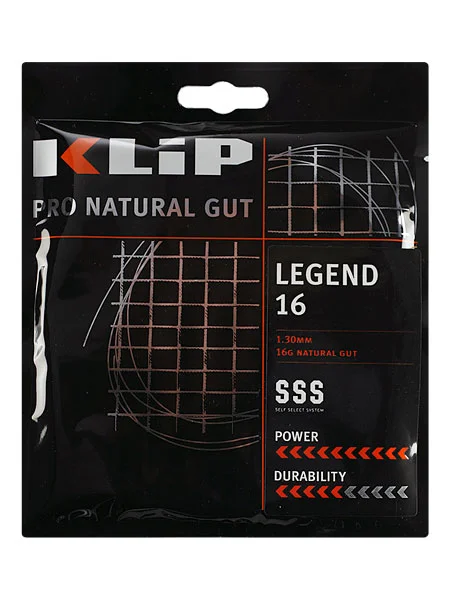 KLIP
PRO NATURAL GUT
LEGEND
16
1.30MM
16G NATURAL GUT
SSS
SELF SELECT SYSTEM
POWER
DURABILITY